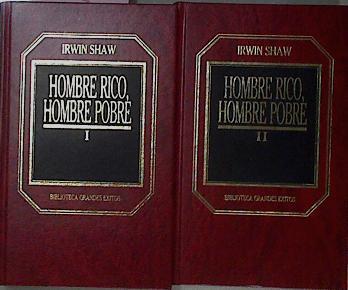 IRWIN SHAW
HOMBRE RICO,
HOMBRE POBRE
I
BIBLIOTECA GRANDES EXITOS
IRWIN SHAW
HOMBRE RICO,
HOMBRE POBRE
II
BIBLIOTECA GRANDES EXITOS